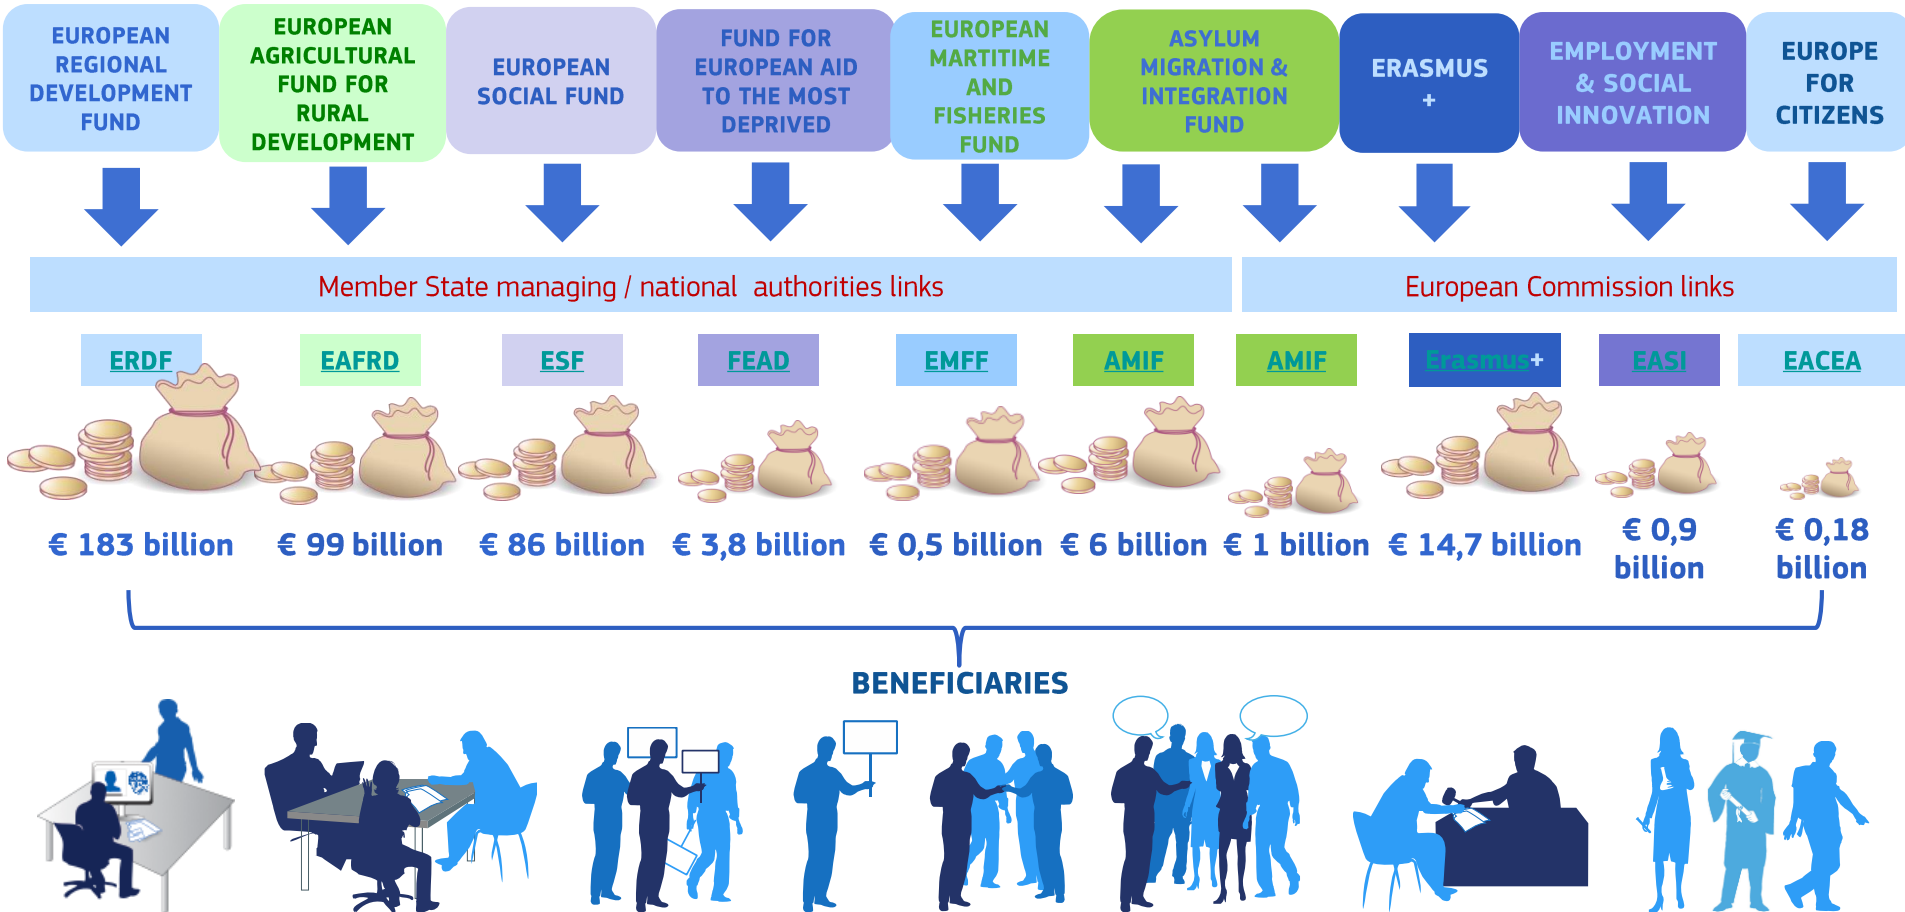 EUROPEAN
REGIONAL
DEVELOPMENT
FUND
EUROPEAN
AGRICULTURAL
FUND FOR
RURAL
DEVELOPMENT
EUROPEAN
SOCIAL FUND
FUND FOR
EUROPEAN AID
TO THE MOST
DEPRIVED
EUROPEAN
MARTITIME
AND
FISHERIES
FUND
ASYLUM
MIGRATION &
INTEGRATION
FUND
ERASMUS
+
EMPLOYMENT
& SOCIAL
INNOVATION
EUROPE
FOR
CITIZENS
Member State managing / national authorities links
European Commission links
ERDF
EAFRD
ESF
FEAD
EMFF
AMIF
AMIF
Erasmus+
EASI
EACEA
€ 183 billion
€ 99 billion
€ 86 billion
€ 3,8 billion
€ 0,5 billion
€ 6 billion
€ 1 billion
€ 14,7 billion
€ 0,9
billion
€ 0,18
billion
BENEFICIARIES